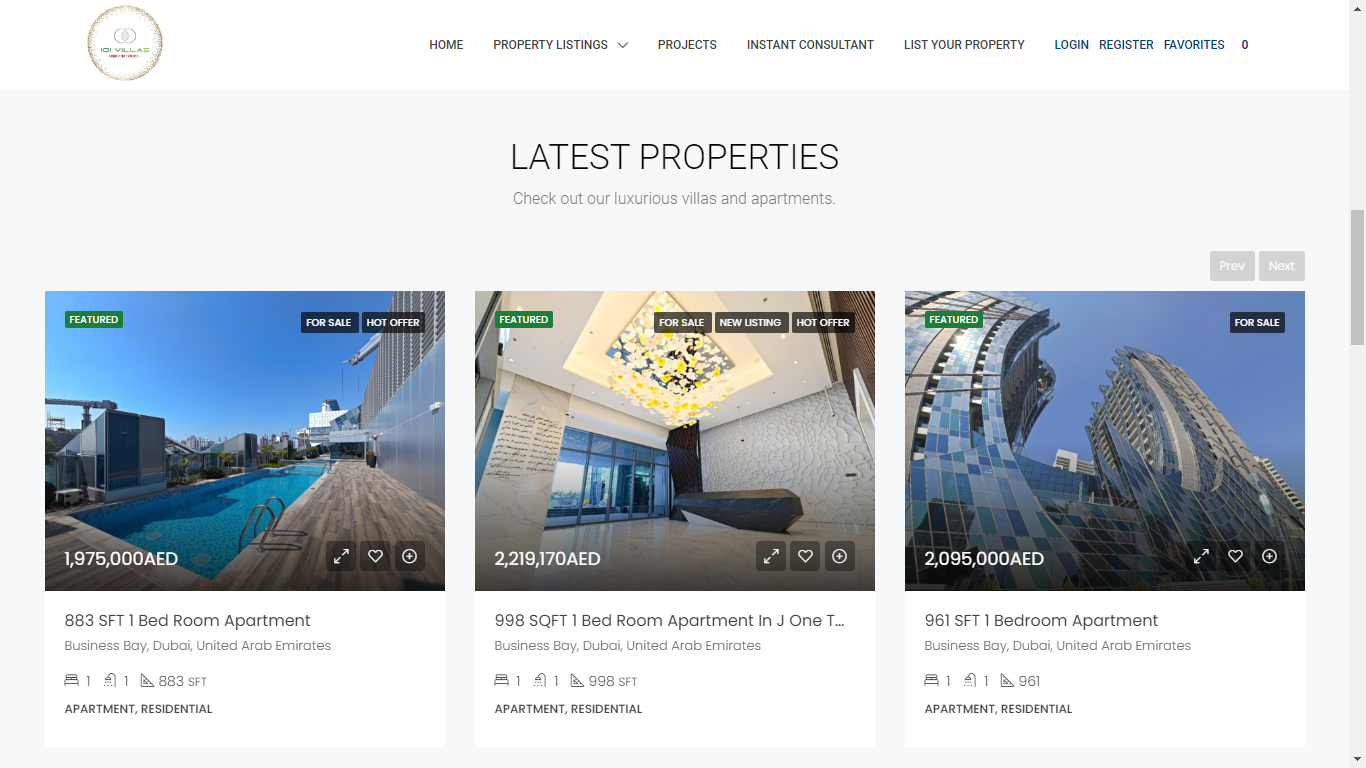 101 VILLAS
HOME PROPERTY LISTINGS PROJECTS INSTANT CONSULTANT LIST YOUR PROPERTY LOGIN REGISTER FAVORITES 0
LATEST PROPERTIES
Check out our luxurious villas and apartments.
Prev Next
FEATURED FOR SALE HOT OFFER
1,975,000AED
883 SFT 1 Bed Room Apartment
Business Bay, Dubai, United Arab Emirates
1 1 883 SFT
APARTMENT, RESIDENTIAL
FEATURED FOR SALE NEW LISTING HOT OFFER
2,219,170AED
998 SQFT 1 Bed Room Apartment In J One T...
Business Bay, Dubai, United Arab Emirates
1 1 998 SFT
APARTMENT, RESIDENTIAL
FEATURED FOR SALE
2,095,000AED
961 SFT 1 Bedroom Apartment
Business Bay, Dubai, United Arab Emirates
1 1 961
APARTMENT, RESIDENTIAL